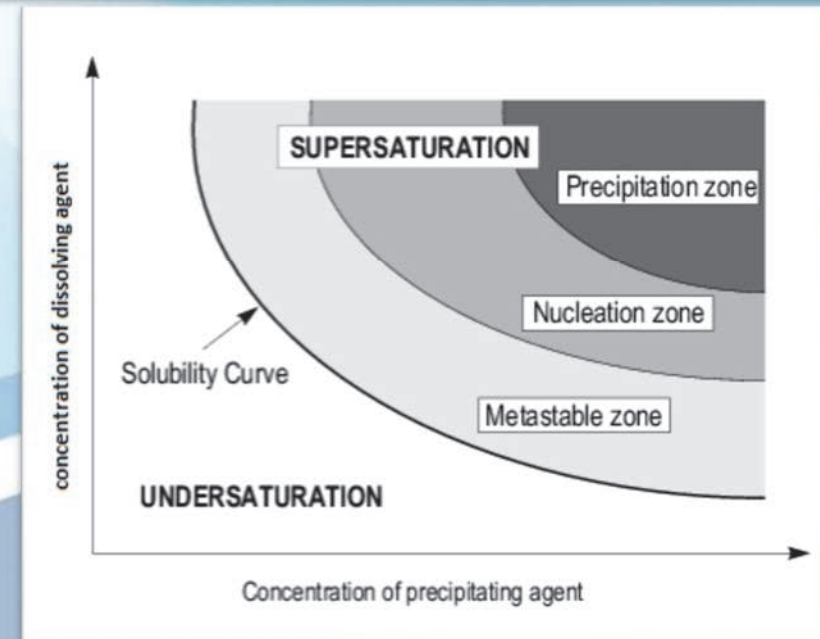 concentration of dissolving agent
SUPERSATURATION
Precipitation zone
Nucleation zone
Solubility Curve
Metastable zone
UNDERSATURATION
Concentration of precipitating agent